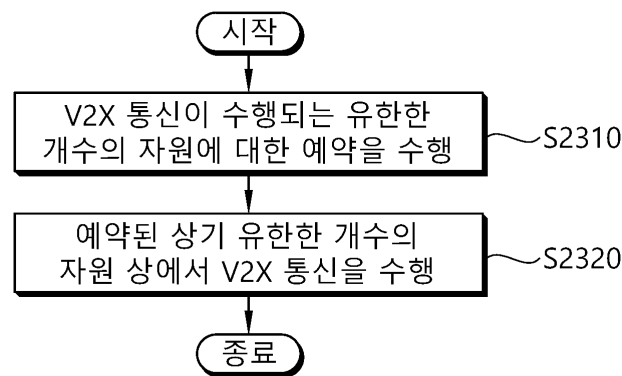 시작
V2X 통신이 수행되는 유한한
개수의 자원에 대한 예약을 수행
S2310
예약된 상기 유한한 개수의
자원 상에서 V2X 통신을 수행
S2320
종료